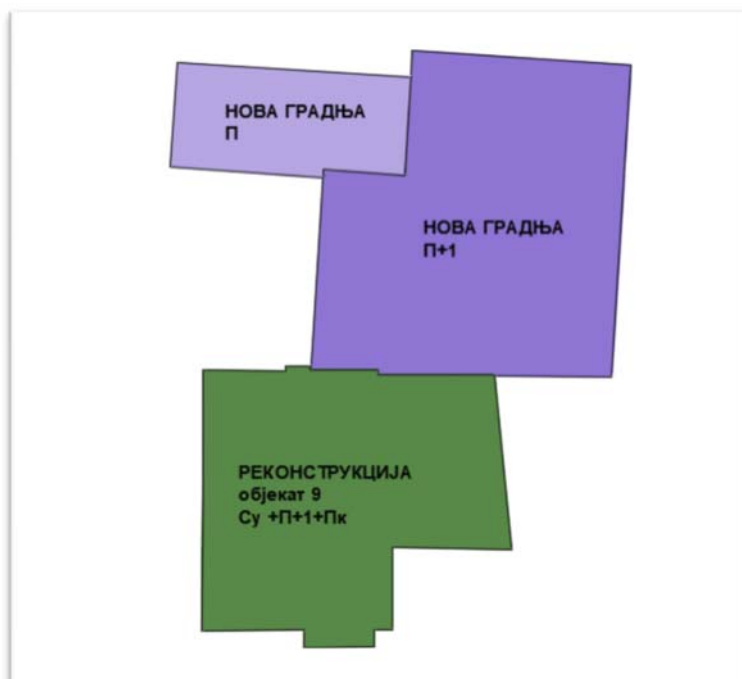 НОВА ГРАДЊА
П
НОВА ГРАДЊА
П+1
РЕКОНСТРУКЦИЈА
објекат 9
Су +П+1+Пк